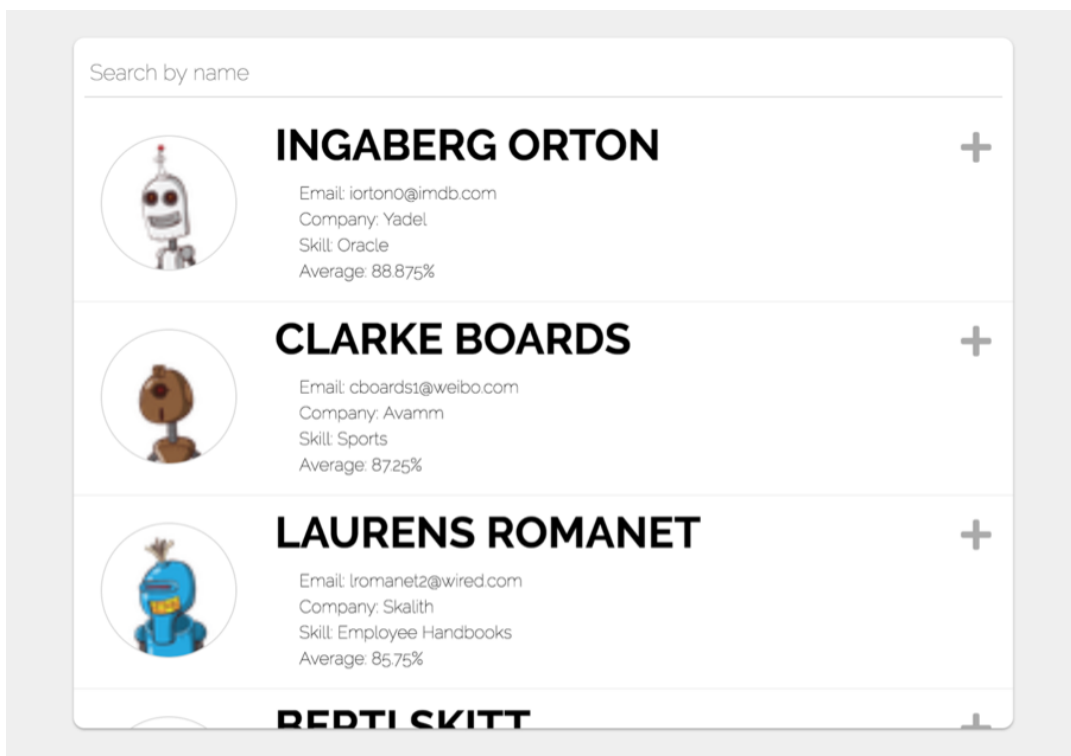 Search by name
INGABERG ORTON
Email: iorton0@imdb.com
Company: Yadel
Skill: Oracle
Average: 88.875%
CLARKE BOARDS
Email: cboards1@weibo.com
Company: Avamm
Skill: Sports
Average: 87.25%
LAURENS ROMANET
Email: lromanet2@wired.com
Company: Skalith
Skill: Employee Handbooks
Average: 85.75%
BERTI SKITT